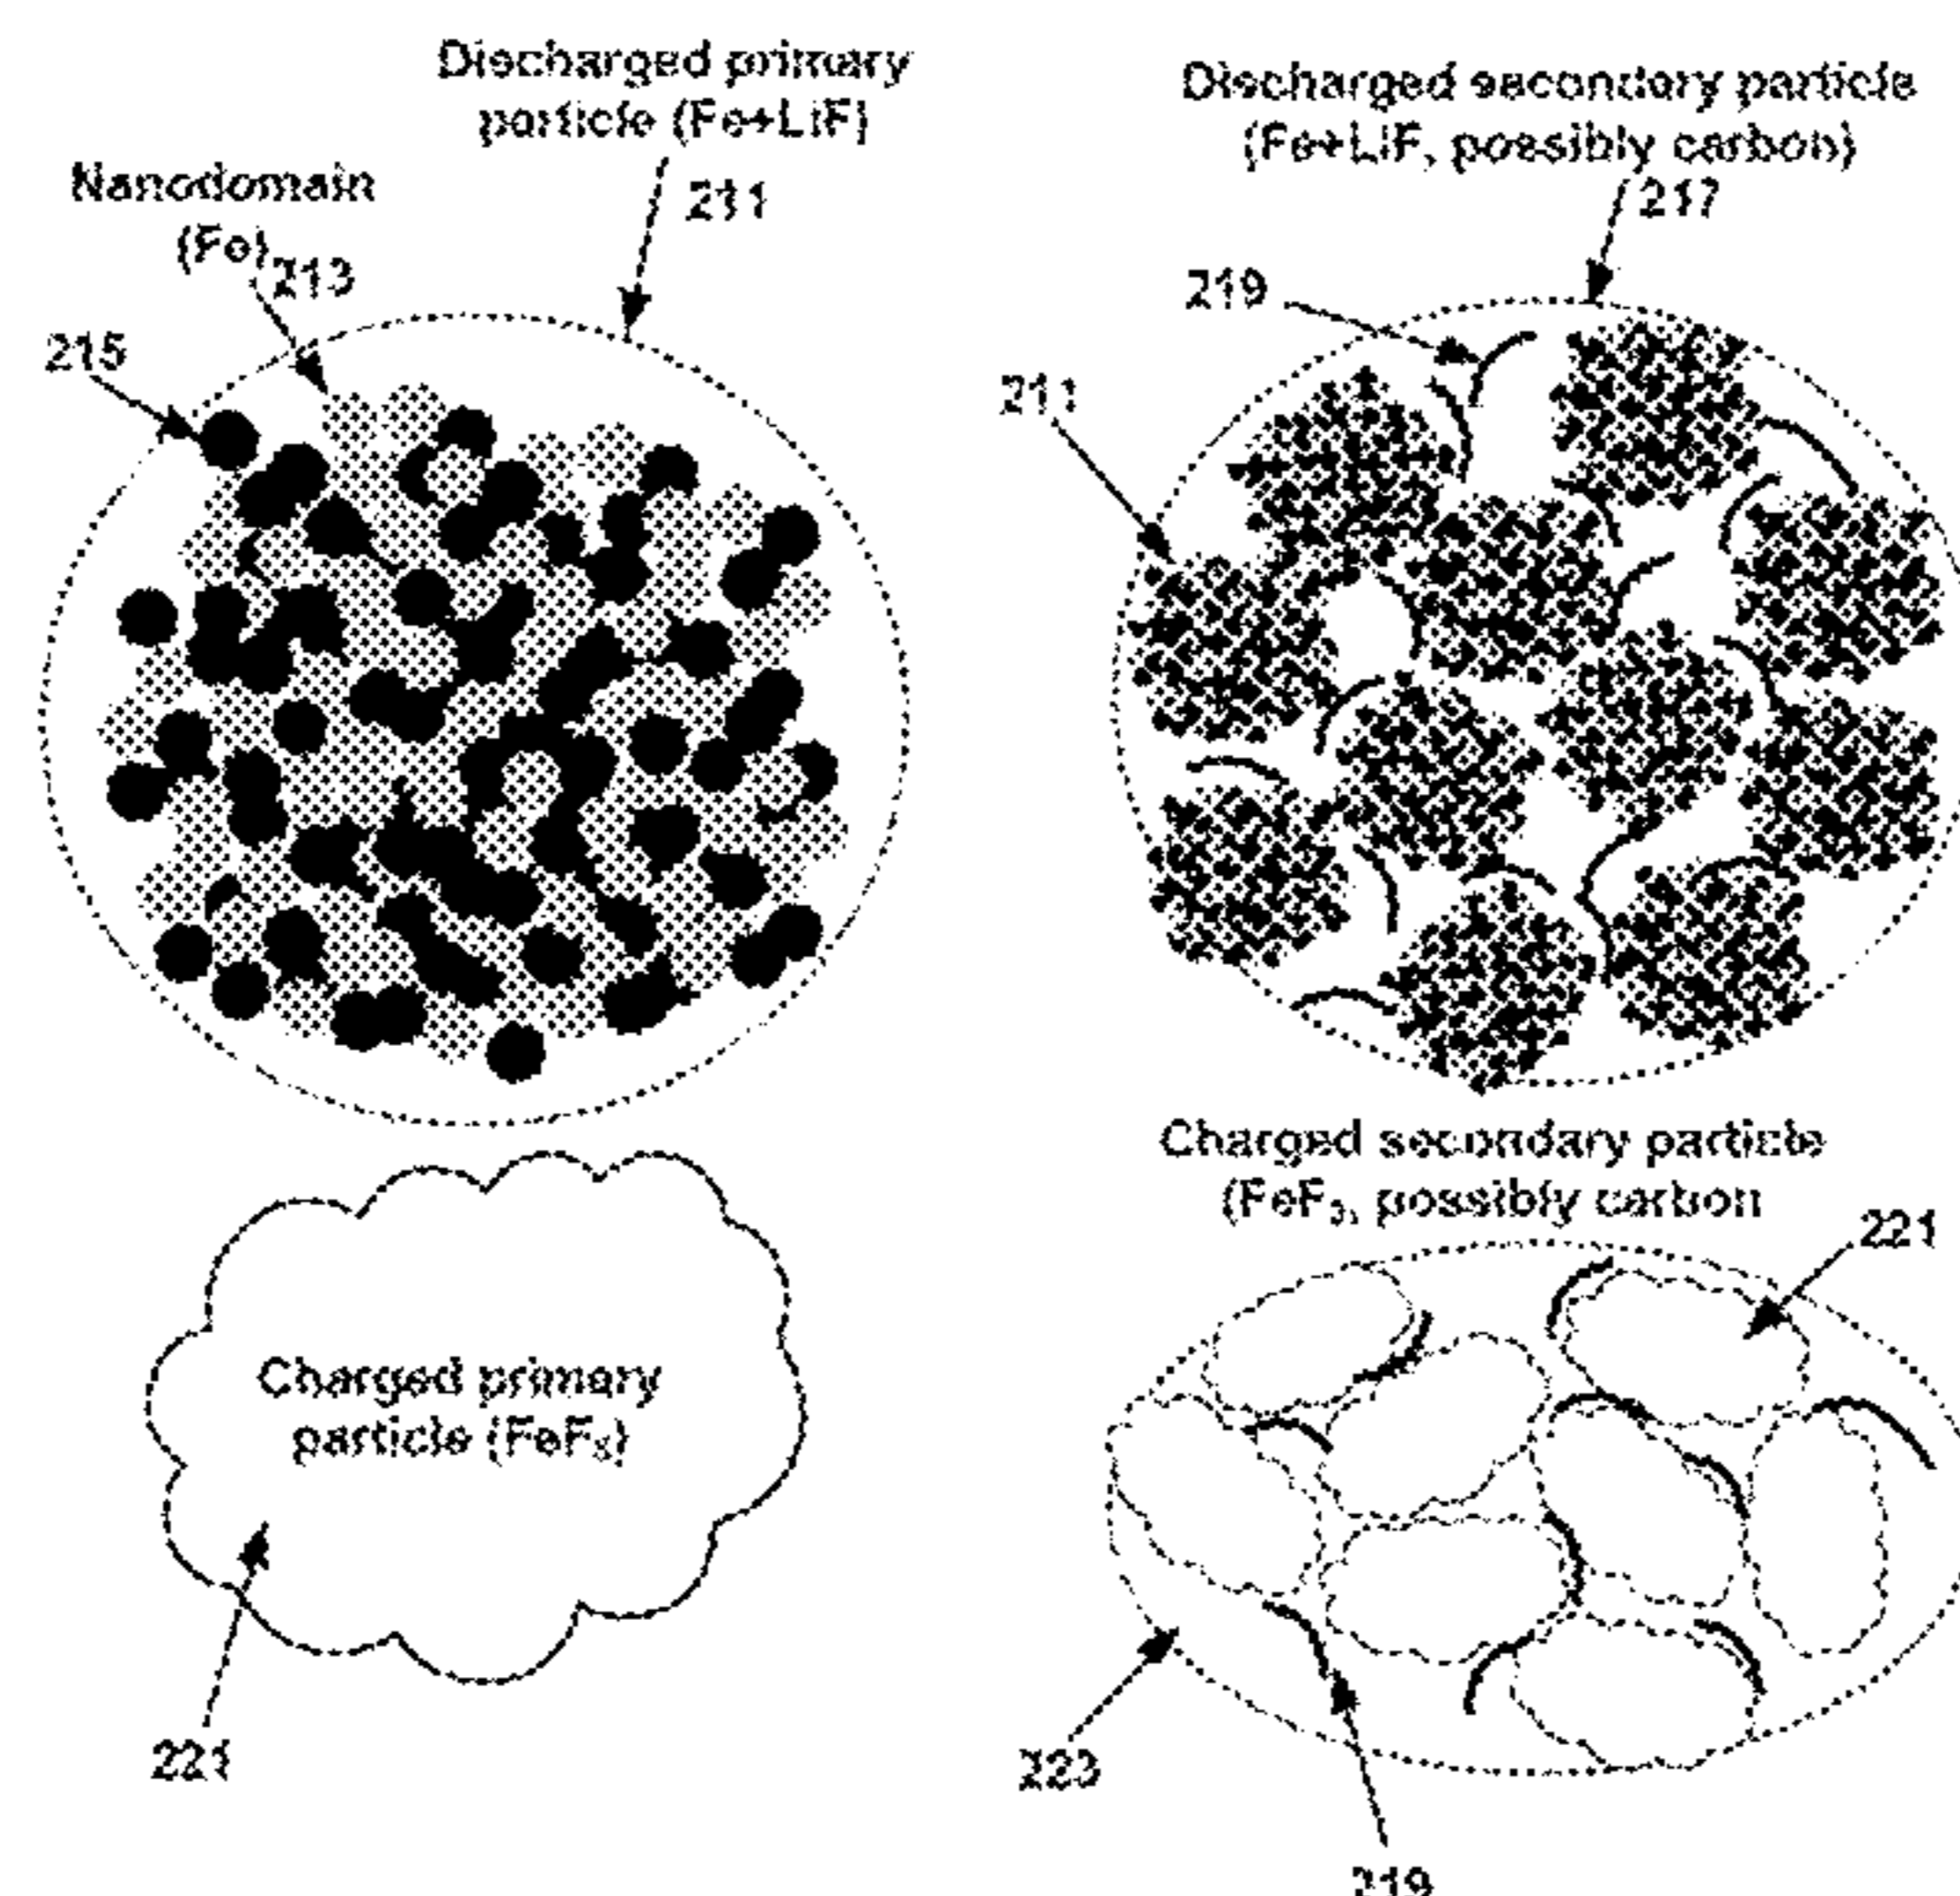 Discharged primary
particle (Fe+LiF)
211
Nanodomain
(Fe)
213
215
Discharged secondary particle
(Fe+LiF, possibly carbon)
217
219
211
Charged primary
particle (FeF₃)
221
Charged secondary particle
(FeF₃, possibly carbon
221
223
219